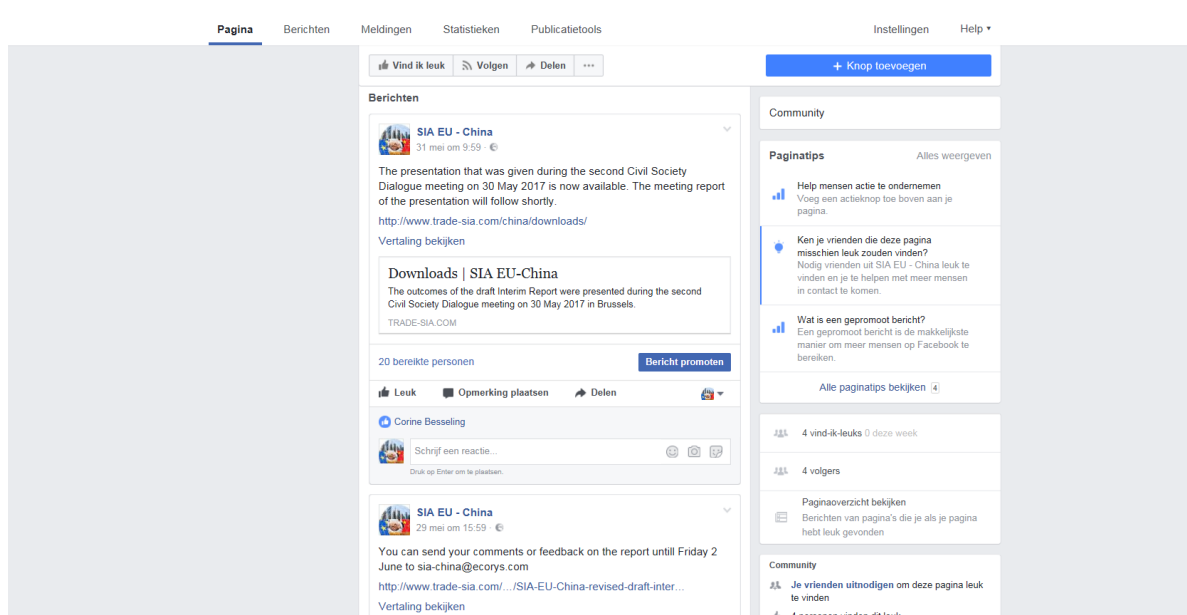 Pagina Berichten Meldingen Statistieken Publicatietools Instellingen Help
Vind ik leuk Volgen Delen ...
+ Knop toevoegen
Berichten
SIA EU - China
31 mei om 9:59 ·
The presentation that was given during the second Civil Society
Dialogue meeting on 30 May 2017 is now available. The meeting report
of the presentation will follow shortly.
http://www.trade-sia.com/china/downloads/
Vertaling bekijken
Downloads | SIA EU-China
The outcomes of the draft Interim Report were presented during the second
Civil Society Dialogue meeting on 30 May 2017 in Brussels.
TRADE-SIA.COM
20 bereikte personen
Bericht promoten
Leuk Opmerking plaatsen Delen
Corine Besseling
Schrijf een reactie...
Druk op Enter om te plaatsen.
SIA EU - China
29 mei om 15:59 ·
You can send your comments or feedback on the report untill Friday 2
June to sia-china@ecorys.com
http://www.trade-sia.com/.../SIA-EU-China-revised-draft-inter...
Vertaling bekijken
Community
Paginatips Alles weergeven
Help mensen actie te ondernemen
Voeg een actieknop toe boven aan je
pagina.
Ken je vrienden die deze pagina
misschien leuk zouden vinden?
Nodig vrienden uit SIA EU - China leuk te
vinden en je te helpen met meer mensen
in contact te komen.
Wat is een gepromoot bericht?
Een gepromoot bericht is de makkelijkste
manier om meer mensen op Facebook te
bereiken.
Alle paginatips bekijken 4
4 vind-ik-leuks 0 deze week
4 volgers
Paginaoverzicht bekijken
Berichten van pagina's die je als je pagina
hebt leuk gevonden
Community
Je vrienden uitnodigen om deze pagina leuk
te vinden
4 personen vinden dit leuk